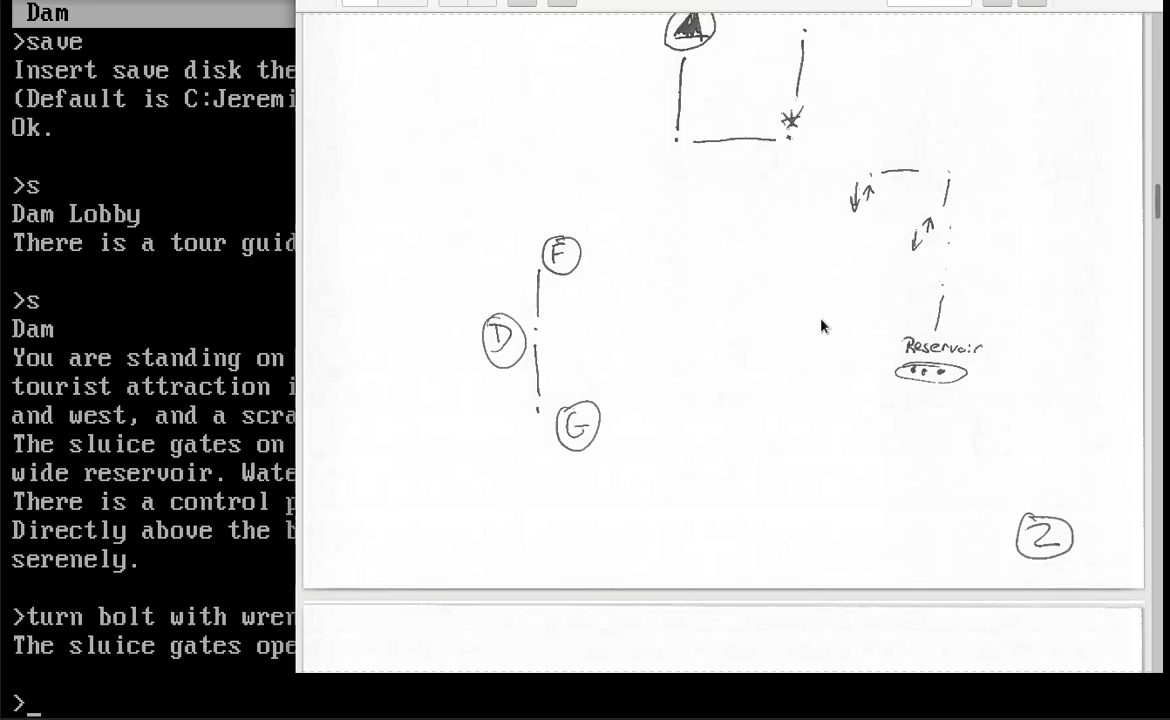 Dam
>save
Insert save disk the
(Default is C:Jeremi
Ok.
>s
Dam Lobby
There is a tour guid
>s
Dam
You are standing on
tourist attraction i
and west, and a scra
The sluice gates on
wide reservoir. Wate
There is a control p
Directly above the b
serenely.
>turn bolt with wren
The sluice gates ope
>_
F
D
G
Reservoir
2